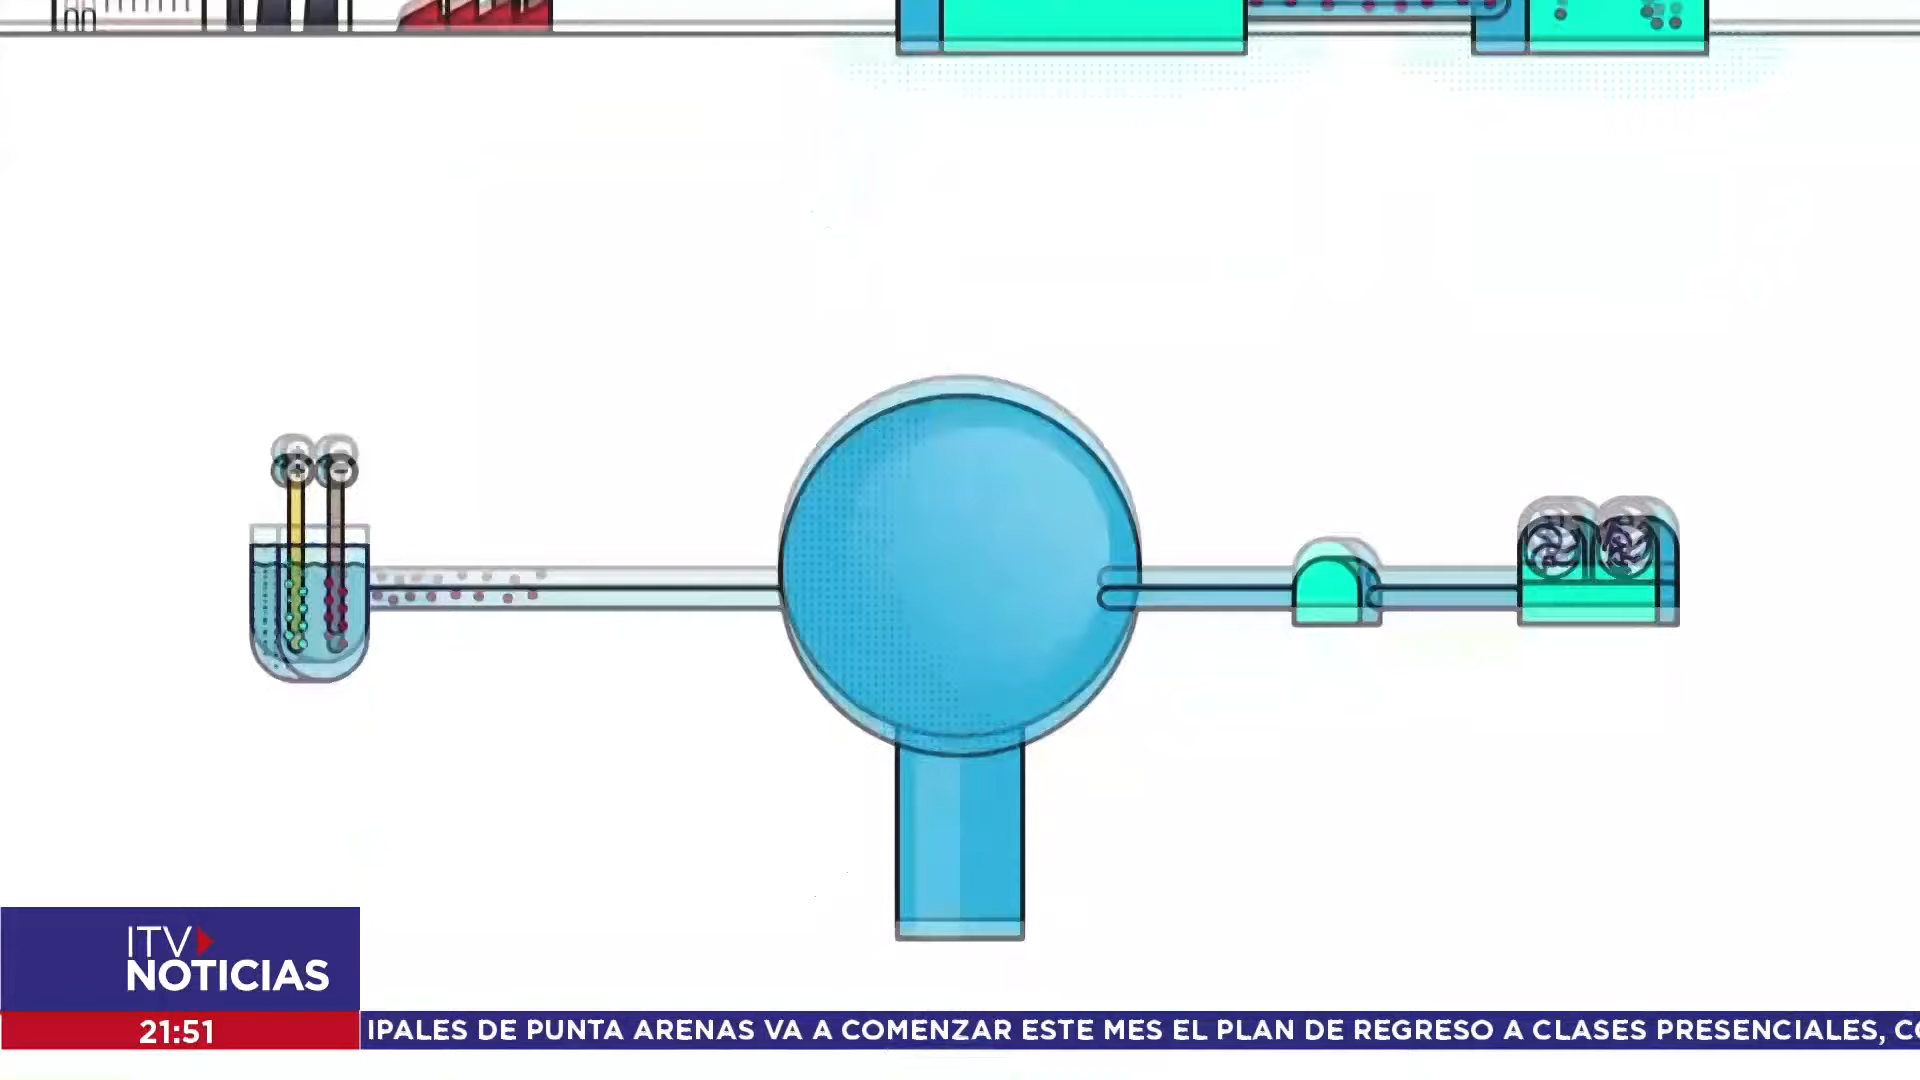 ITV
NOTICIAS
21:51
IPALES DE PUNTA ARENAS VA A COMENZAR ESTE MES EL PLAN DE REGRESO A CLASES PRESENCIALES,